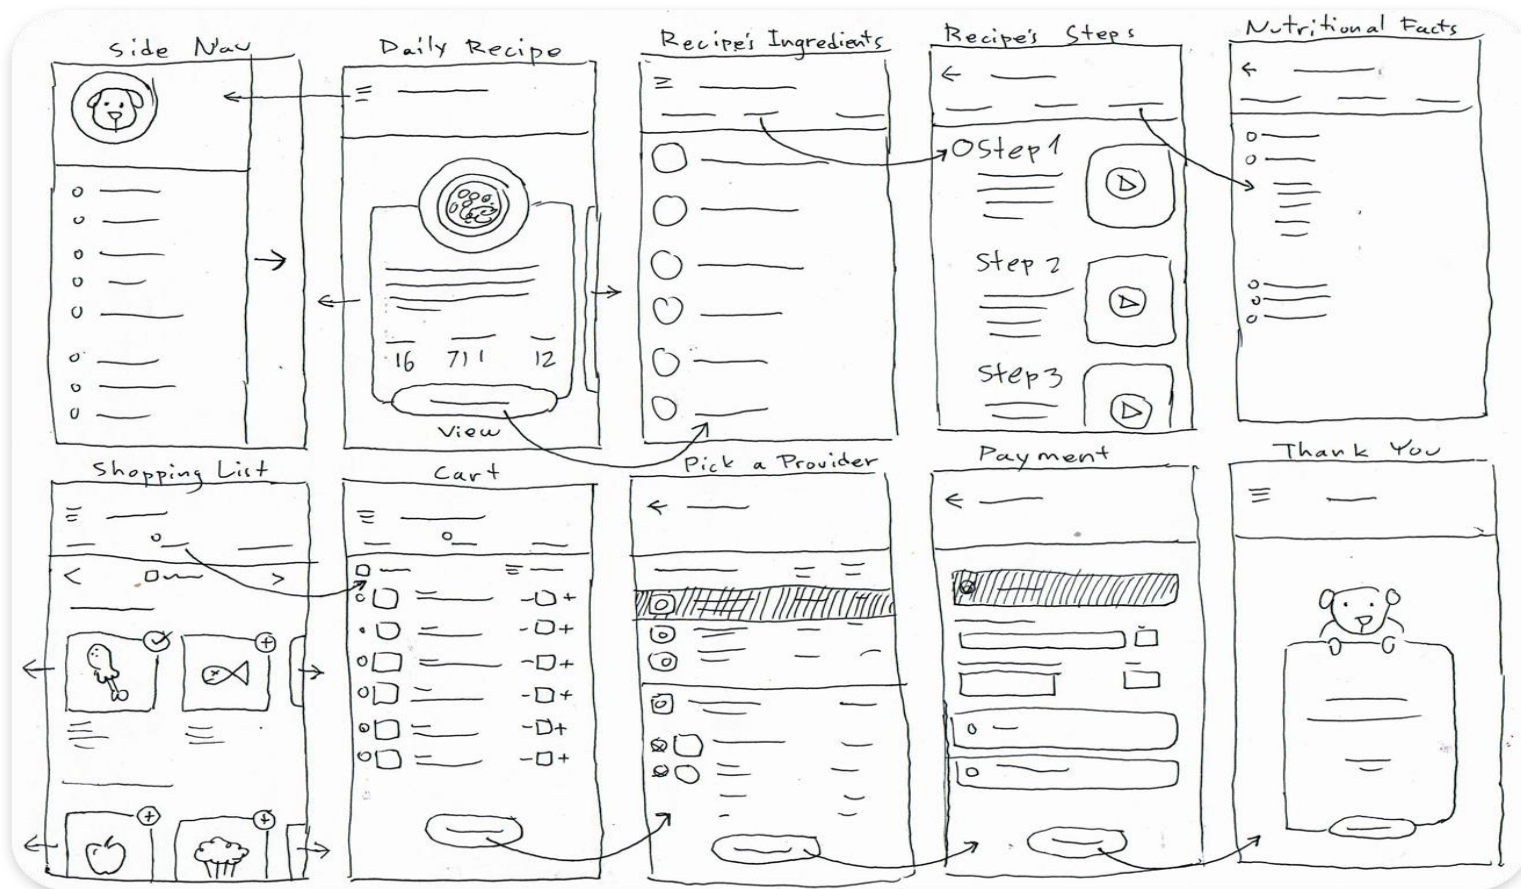 Side Nav
Daily Recipe
Recipe's Ingredients
Recipe's Steps
Nutritional Facts
Step 1
Step 2
Step 3
16 711 12
View
Shopping List
Cart
Pick a Provider
Payment
Thank You